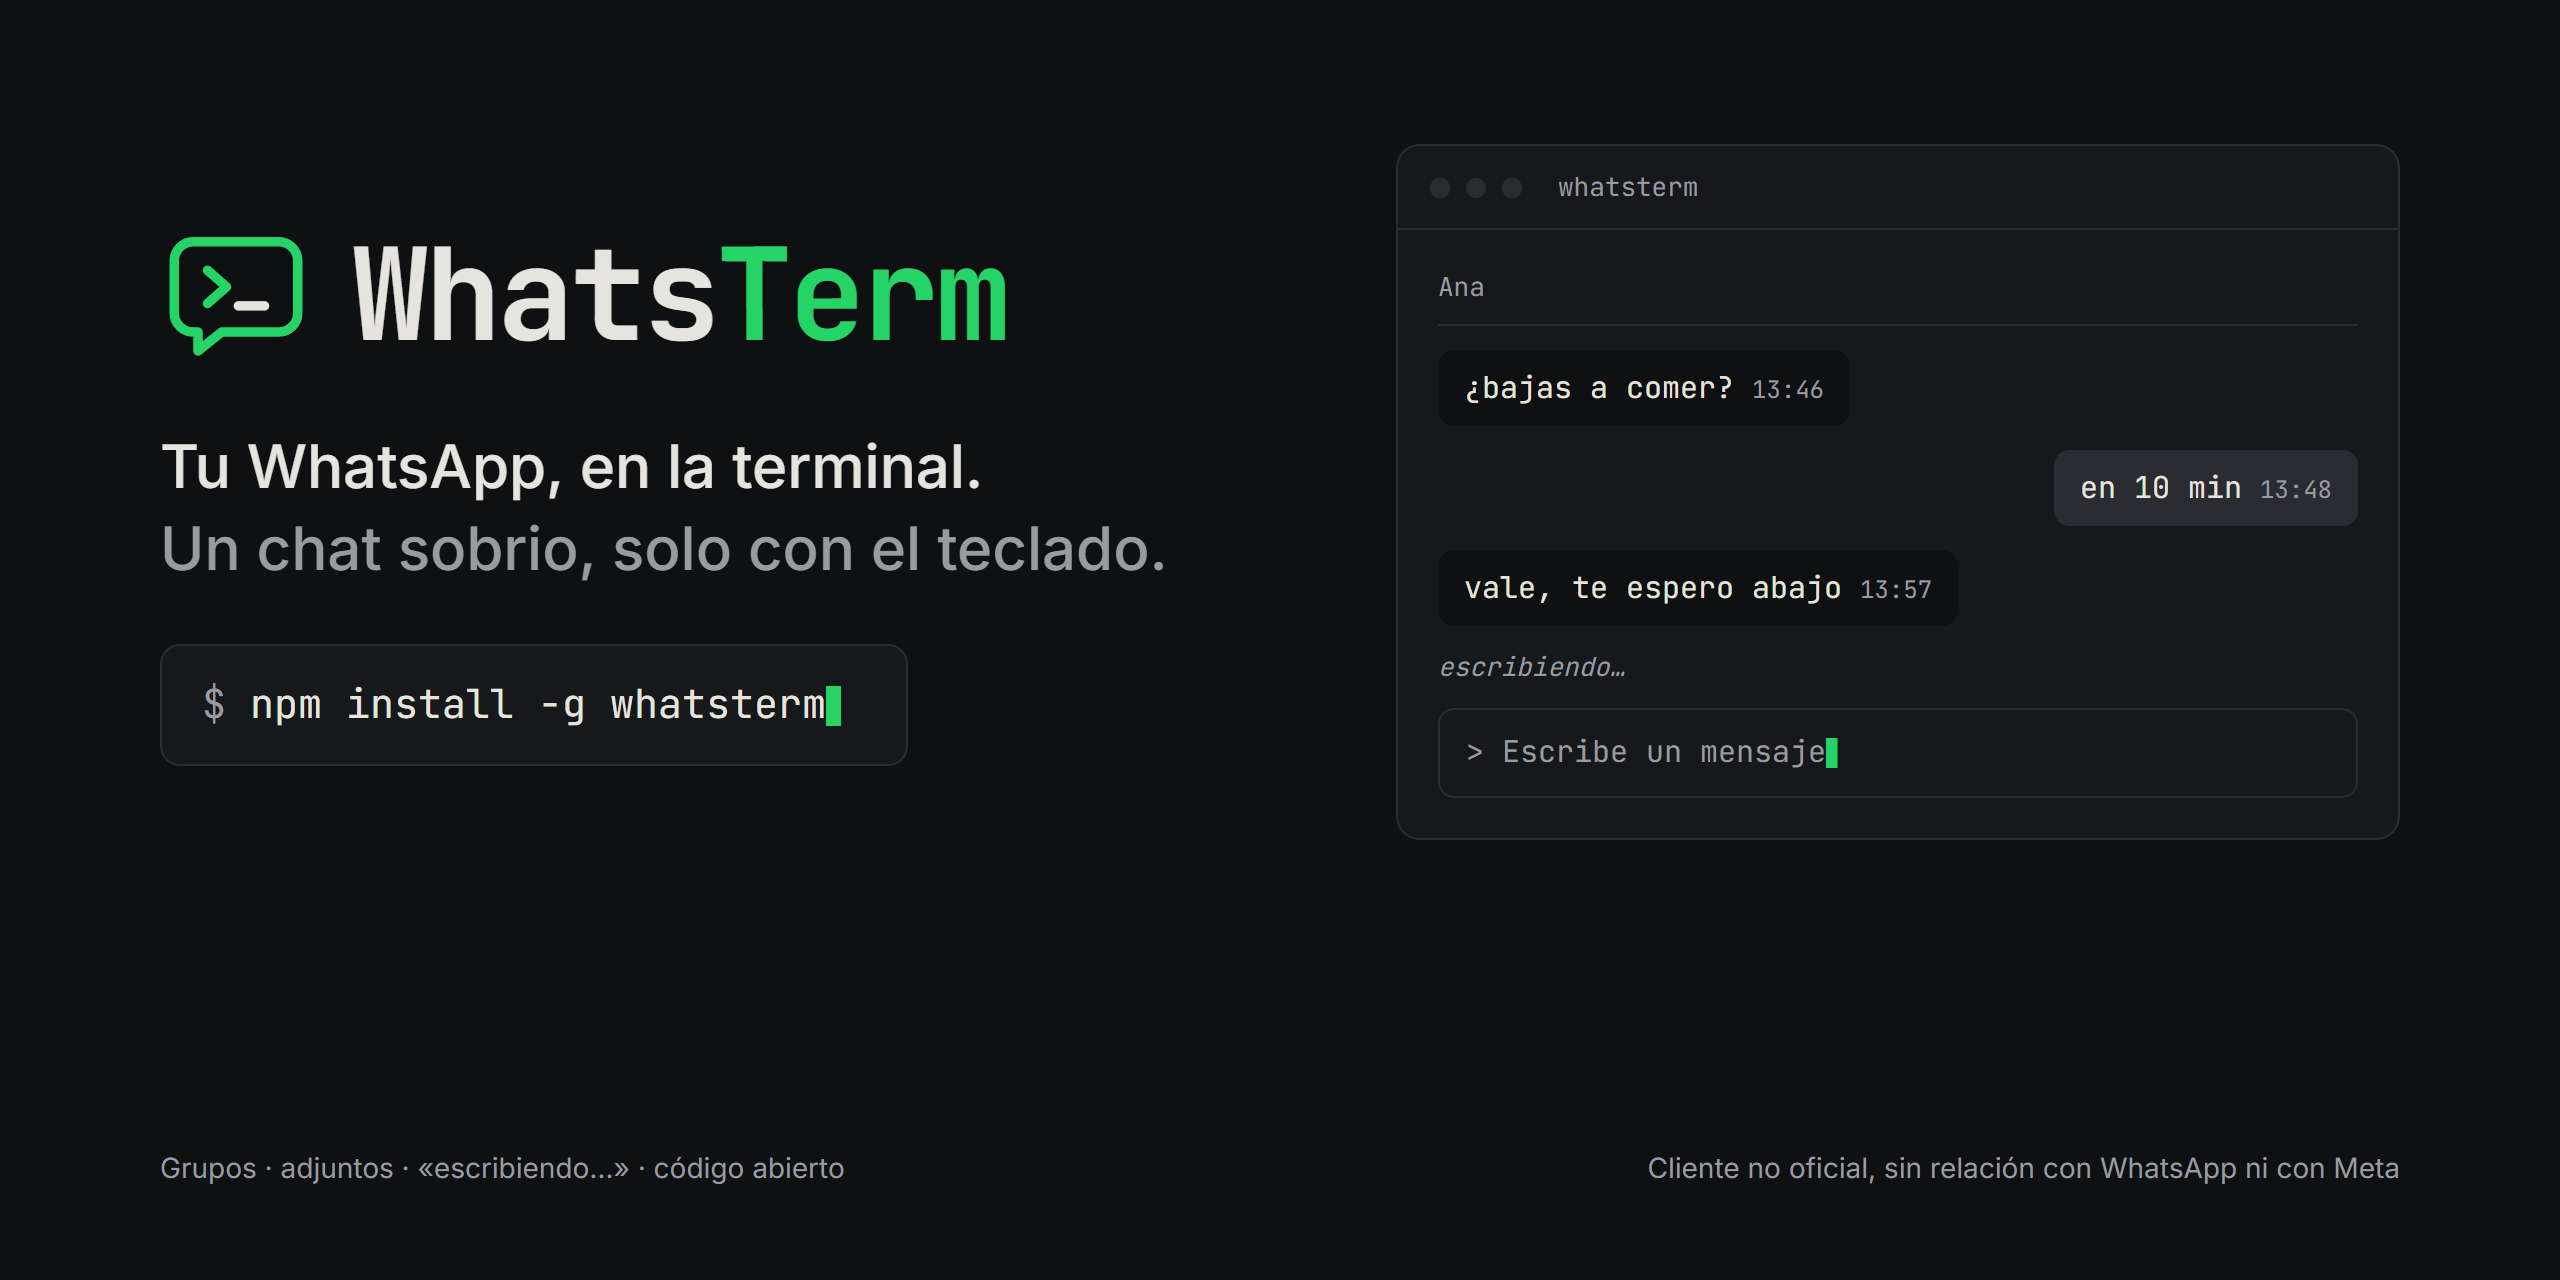 WhatsTerm
Tu WhatsApp, en la terminal.
Un chat sobrio, solo con el teclado.
$ npm install -g whatsterm
whatsterm
Ana
¿bajas a comer? 13:46
en 10 min 13:48
vale, te espero abajo 13:57
escribiendo…
> Escribe un mensaje
Grupos · adjuntos · «escribiendo…» · código abierto
Cliente no oficial, sin relación con WhatsApp ni con Meta